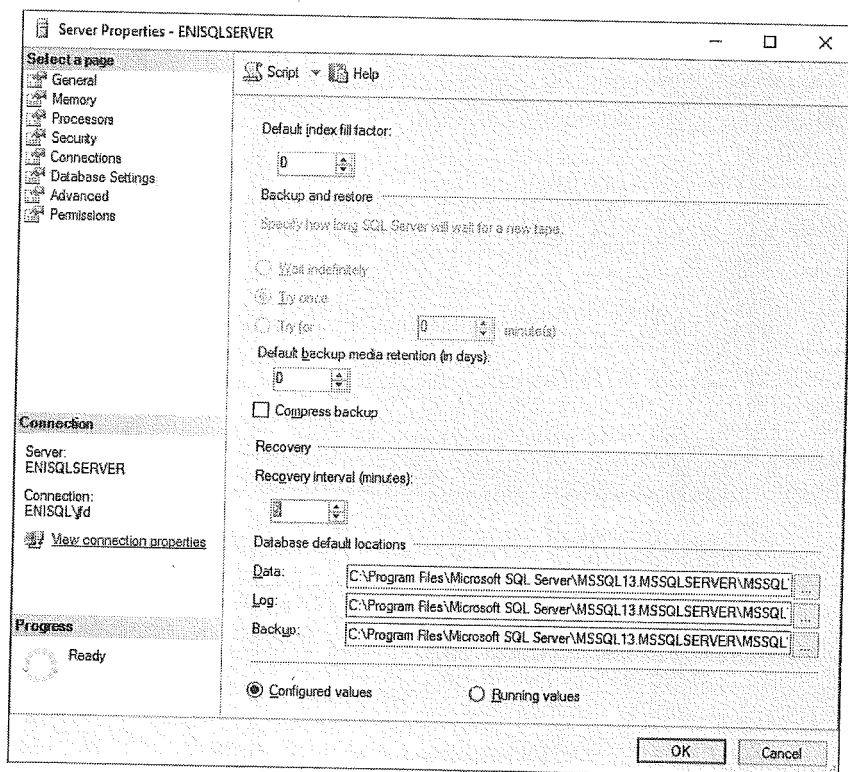 Server Properties - ENISQLSERVER
Select a page
General
Memory
Processors
Security
Connections
Database Settings
Advanced
Permissions
Connection
Server:
ENISQLSERVER
Connection:
ENISQL\fd
View connection properties
Progress
Ready
Script Help
Default index fill factor:
0
Backup and restore
Specify how long SQL Server will wait for a new tape.
Wait indefinitely
Try once
Try for 0 minute(s)
Default backup media retention (in days):
0
Compress backup
Recovery
Recovery interval (minutes):
Database default locations
Data: C:\Program Files\Microsoft SQL Server\MSSQL13.MSSQLSERVER\MSSQL\ ...
Log: C:\Program Files\Microsoft SQL Server\MSSQL13.MSSQLSERVER\MSSQL\ ...
Backup: C:\Program Files\Microsoft SQL Server\MSSQL13.MSSQLSERVER\MSSQL\ ...
Configured values Running values
OK Cancel